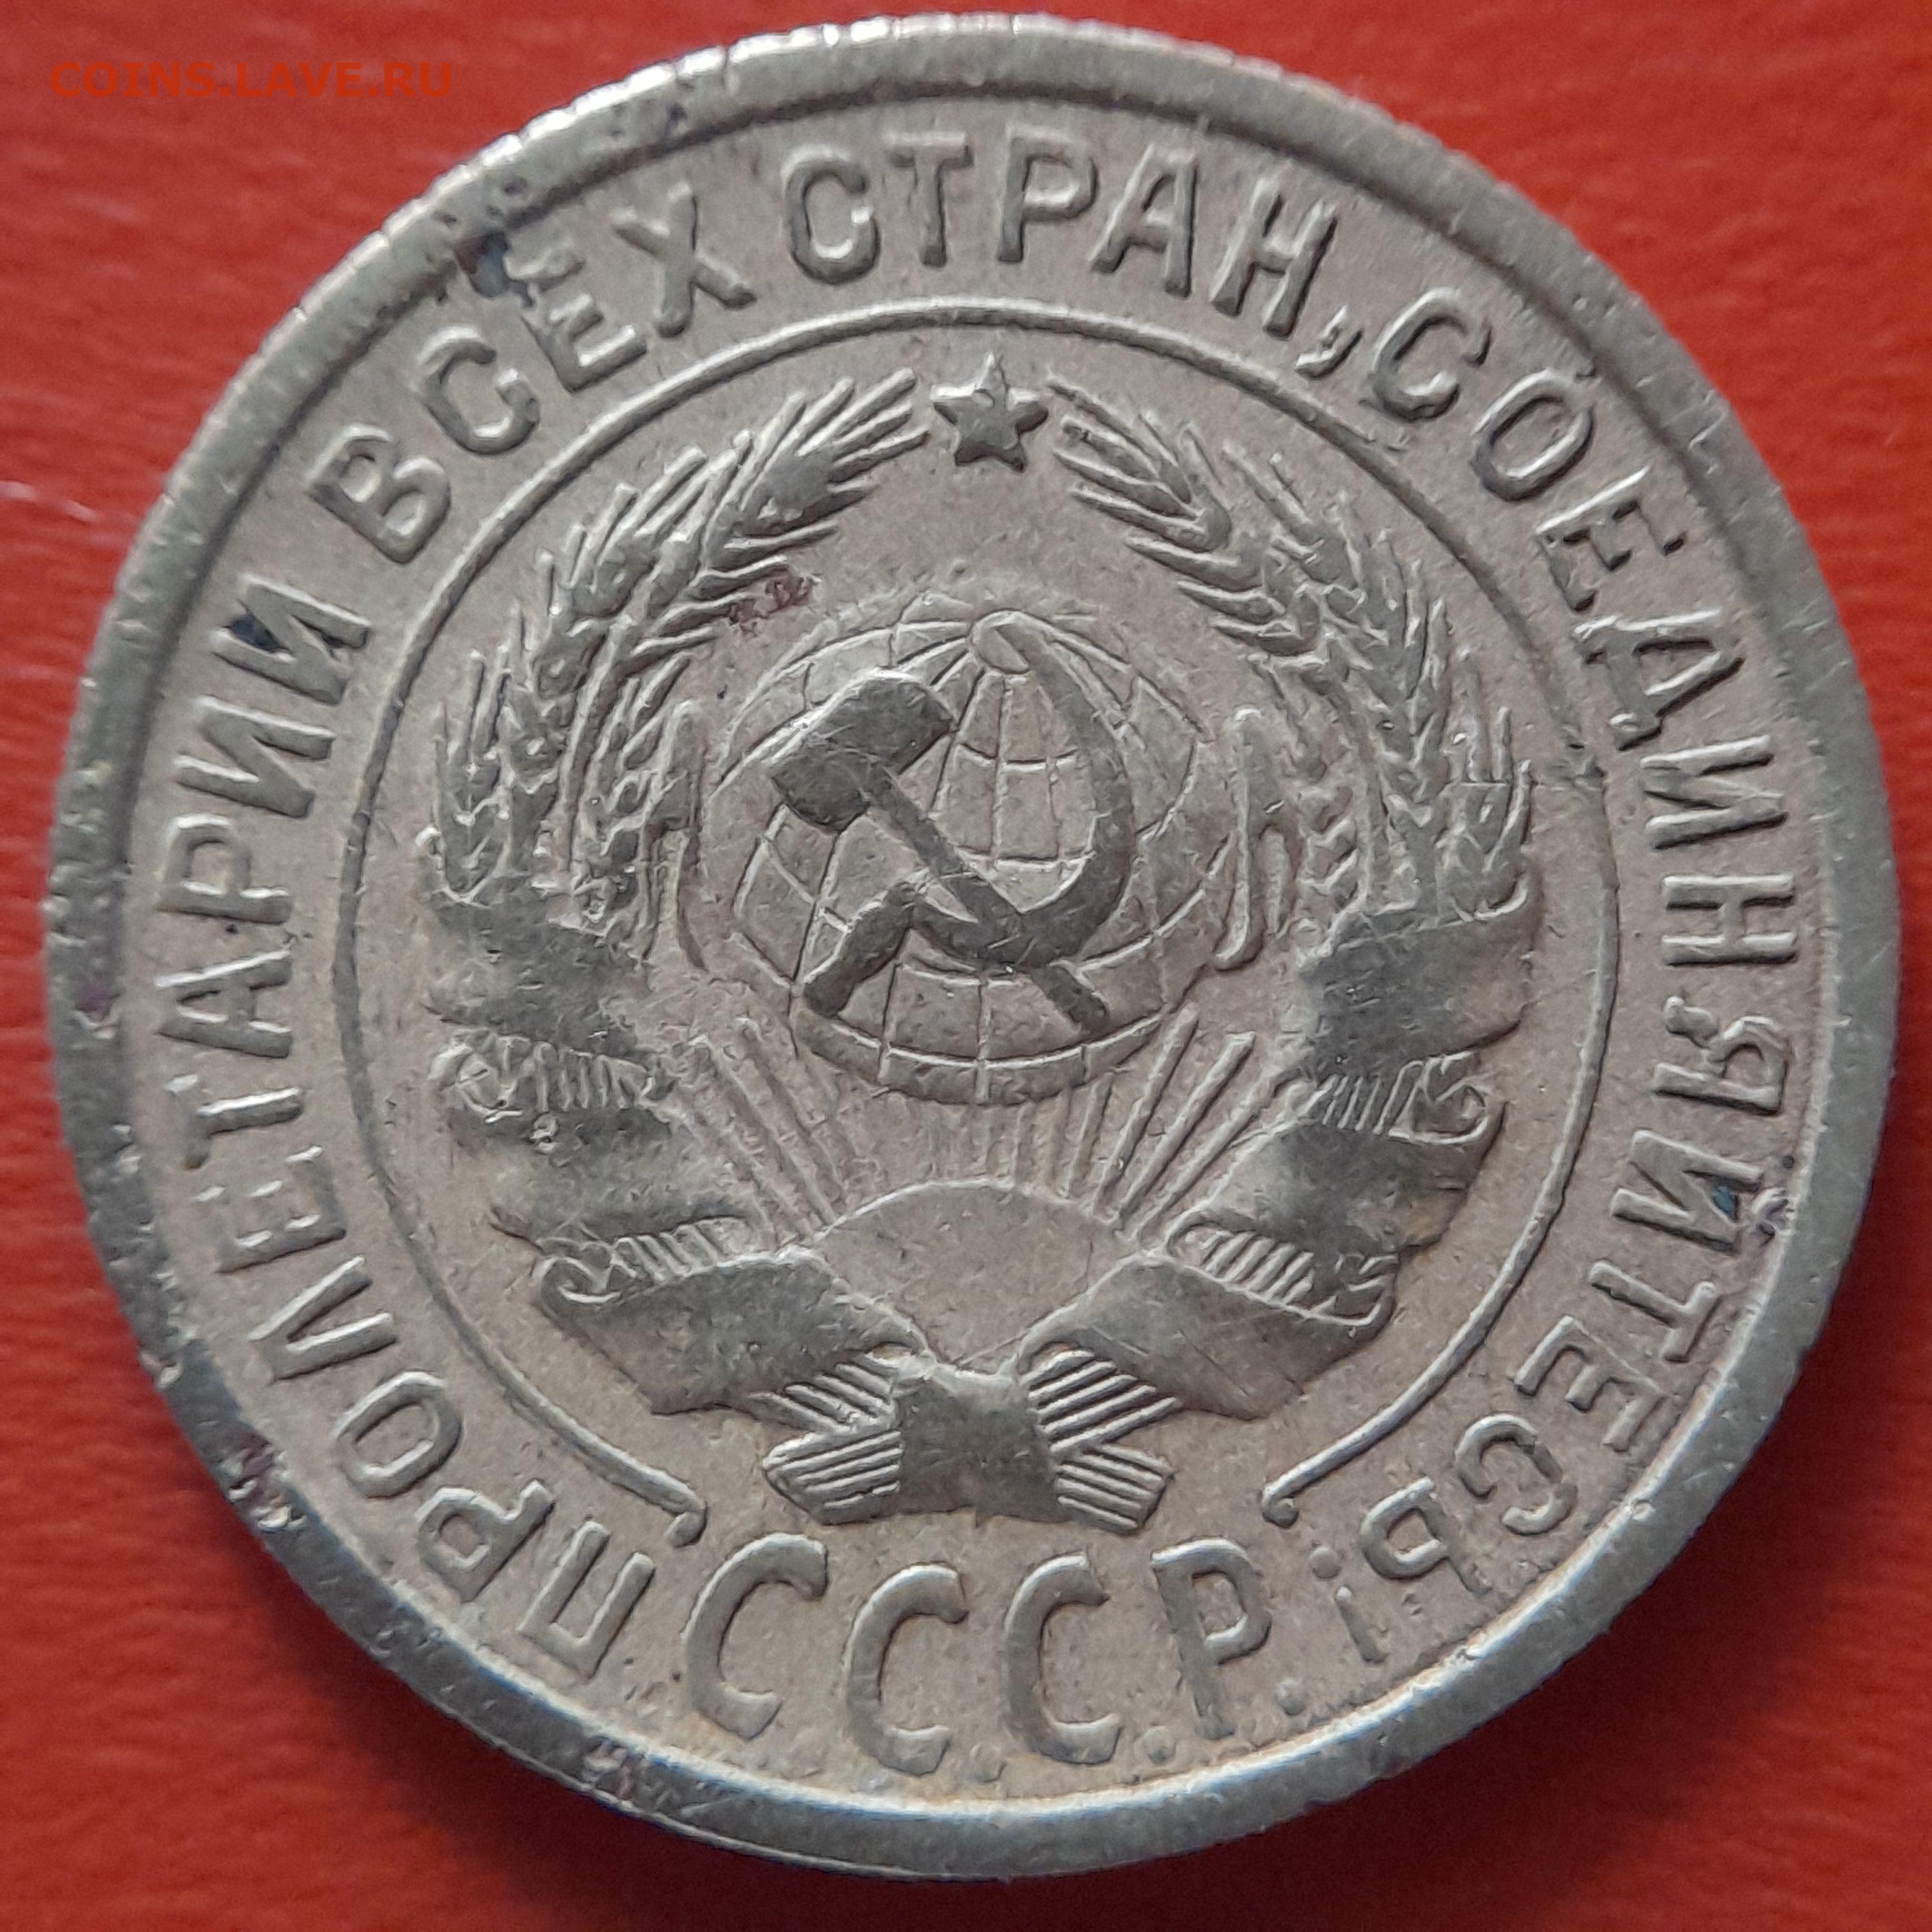 COINS.LAVE.RU
ПРОЛЕТАРИИ ВСЕХ СТРАН, СОЕДИНЯЙТЕСЬ!
СССР.